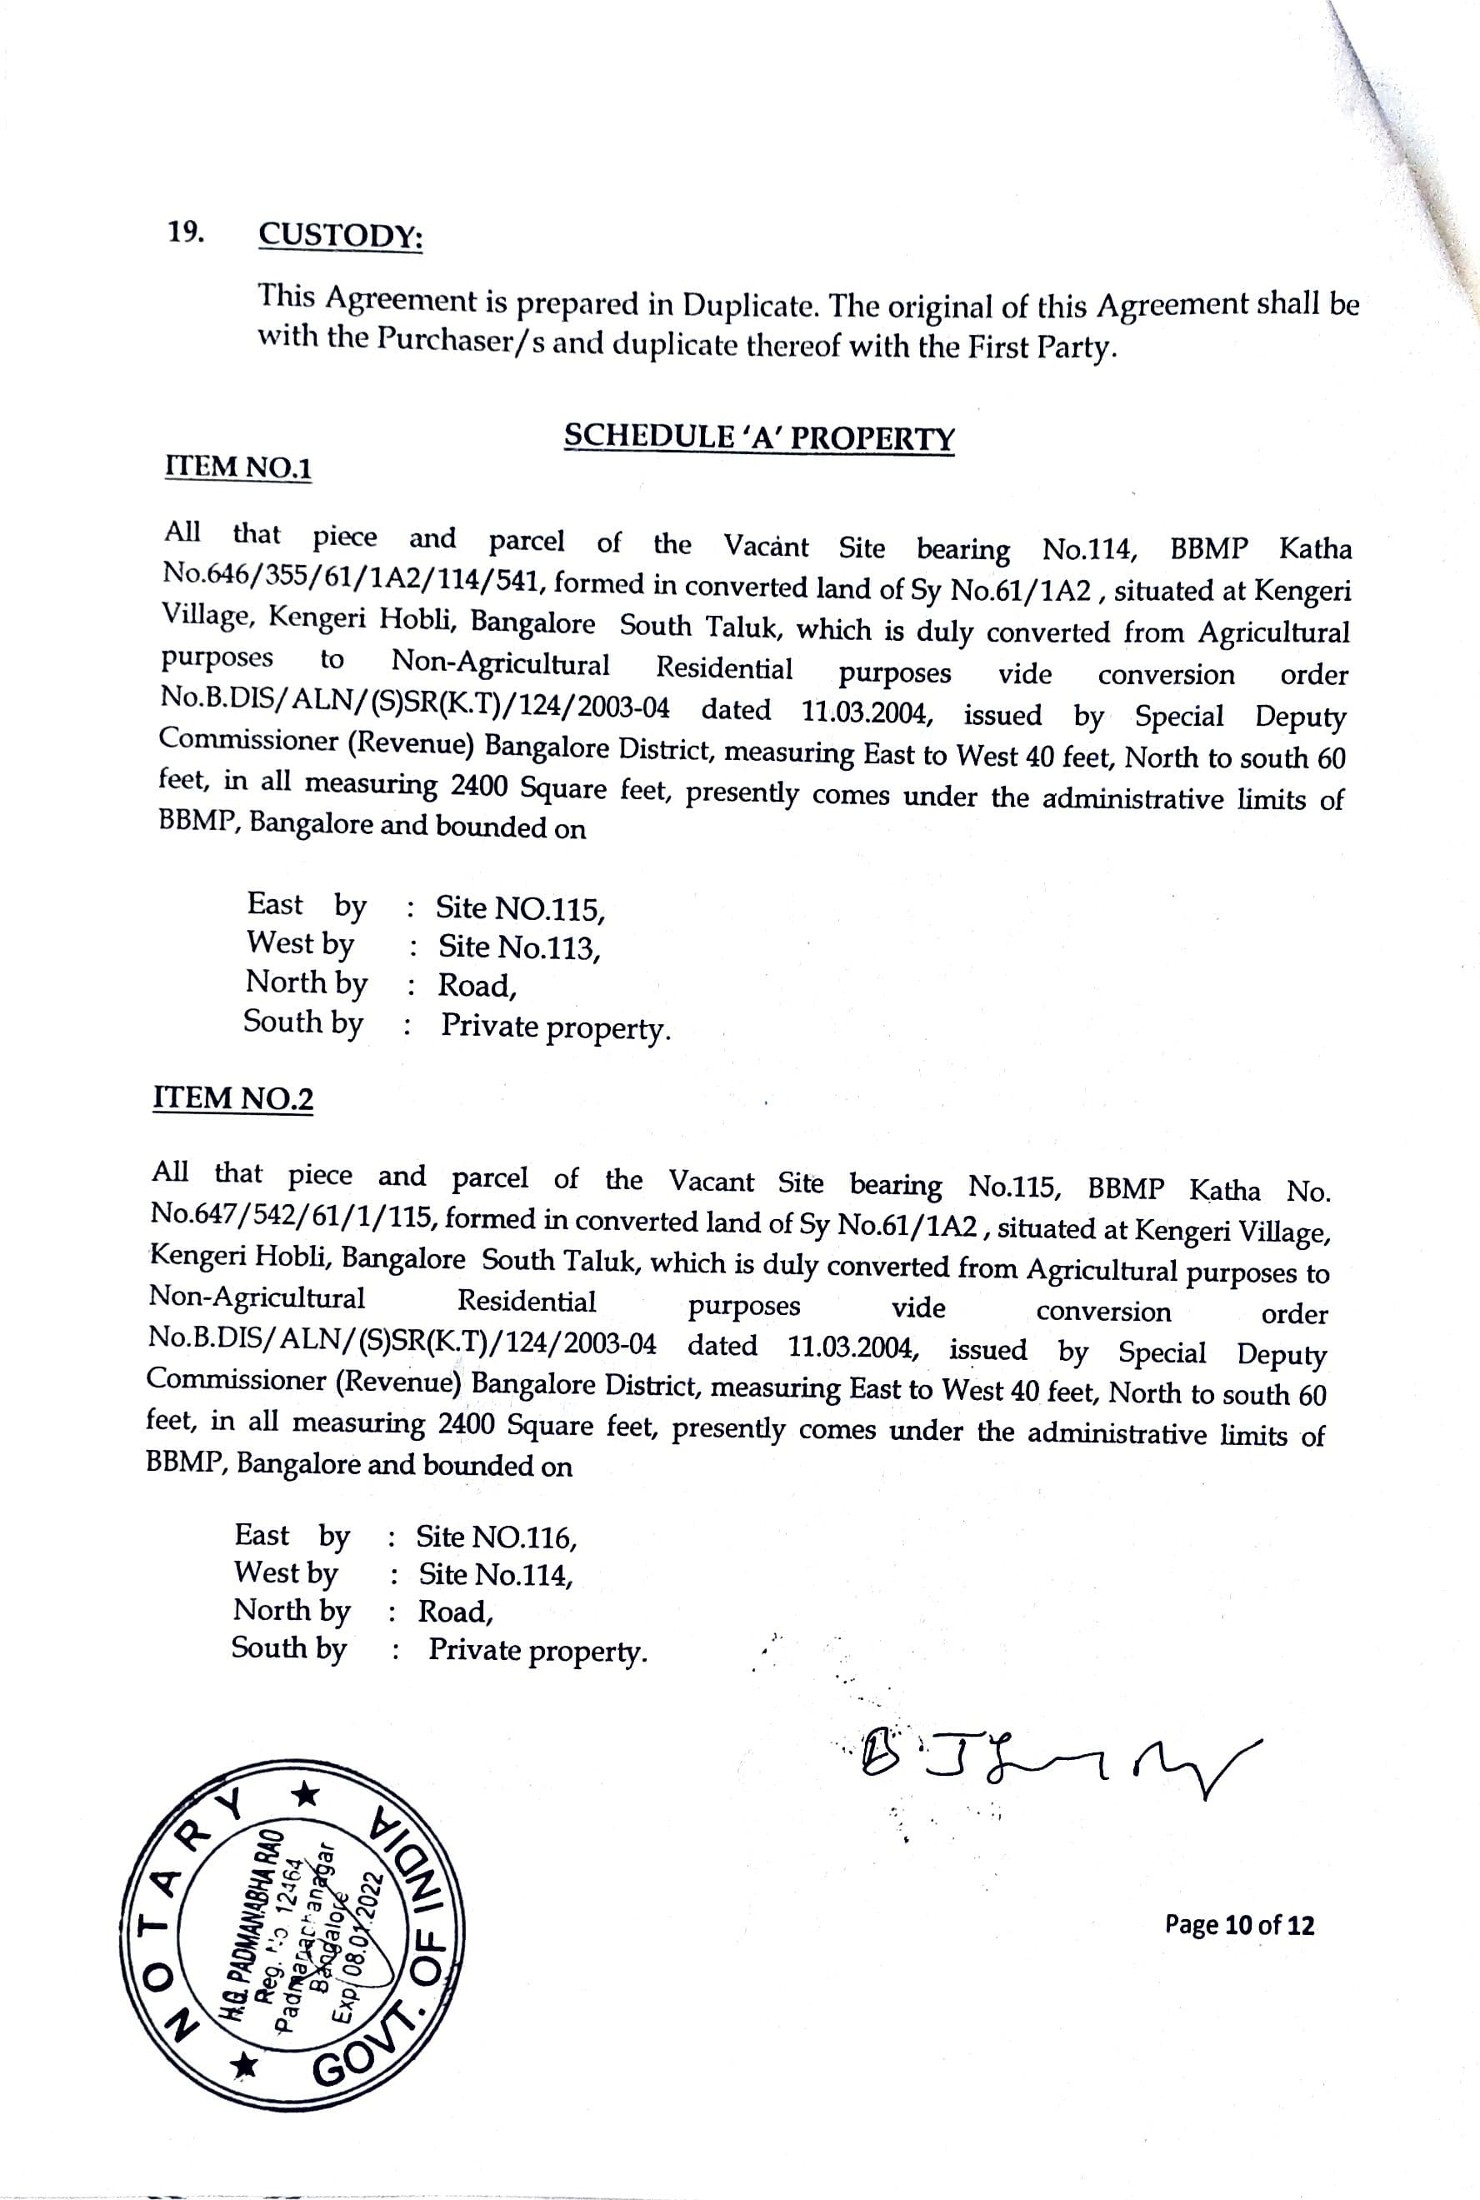 19. CUSTODY:
This Agreement is prepared in Duplicate. The original of this Agreement shall be
with the Purchaser/s and duplicate thereof with the First Party.
SCHEDULE 'A' PROPERTY
ITEM NO.1
All that piece and parcel of the Vacant Site bearing No.114, BBMP Katha
No.646/355/61/1A2/114/541, formed in converted land of Sy No.61/1A2 , situated at Kengeri
Village, Kengeri Hobli, Bangalore South Taluk, which is duly converted from Agricultural
purposes to Non-Agricultural Residential purposes vide conversion order
No.B.DIS/ALN/(S)SR(K.T)/124/2003-04 dated 11.03.2004, issued by Special Deputy
Commissioner (Revenue) Bangalore District, measuring East to West 40 feet, North to south 60
feet, in all measuring 2400 Square feet, presently comes under the administrative limits of
BBMP, Bangalore and bounded on
East by : Site NO.115,
West by : Site No.113,
North by : Road,
South by : Private property.
ITEM NO.2
All that piece and parcel of the Vacant Site bearing No.115, BBMP Katha No.
No.647/542/61/1/115, formed in converted land of Sy No.61/1A2 , situated at Kengeri Village,
Kengeri Hobli, Bangalore South Taluk, which is duly converted from Agricultural purposes to
Non-Agricultural Residential purposes vide conversion order
No.B.DIS/ALN/(S)SR(K.T)/124/2003-04 dated 11.03.2004, issued by Special Deputy
Commissioner (Revenue) Bangalore District, measuring East to West 40 feet, North to south 60
feet, in all measuring 2400 Square feet, presently comes under the administrative limits of
BBMP, Bangalore and bounded on
East by : Site NO.116,
West by : Site No.114,
North by : Road,
South by : Private property.
NOTARY ★ GOVT. OF INDIA ★
H.G. PADMANABHA RAO
Reg. No. 12464
Padmanabhanagar
Bangalore
Exp. 08.01.2022
Page 10 of 12